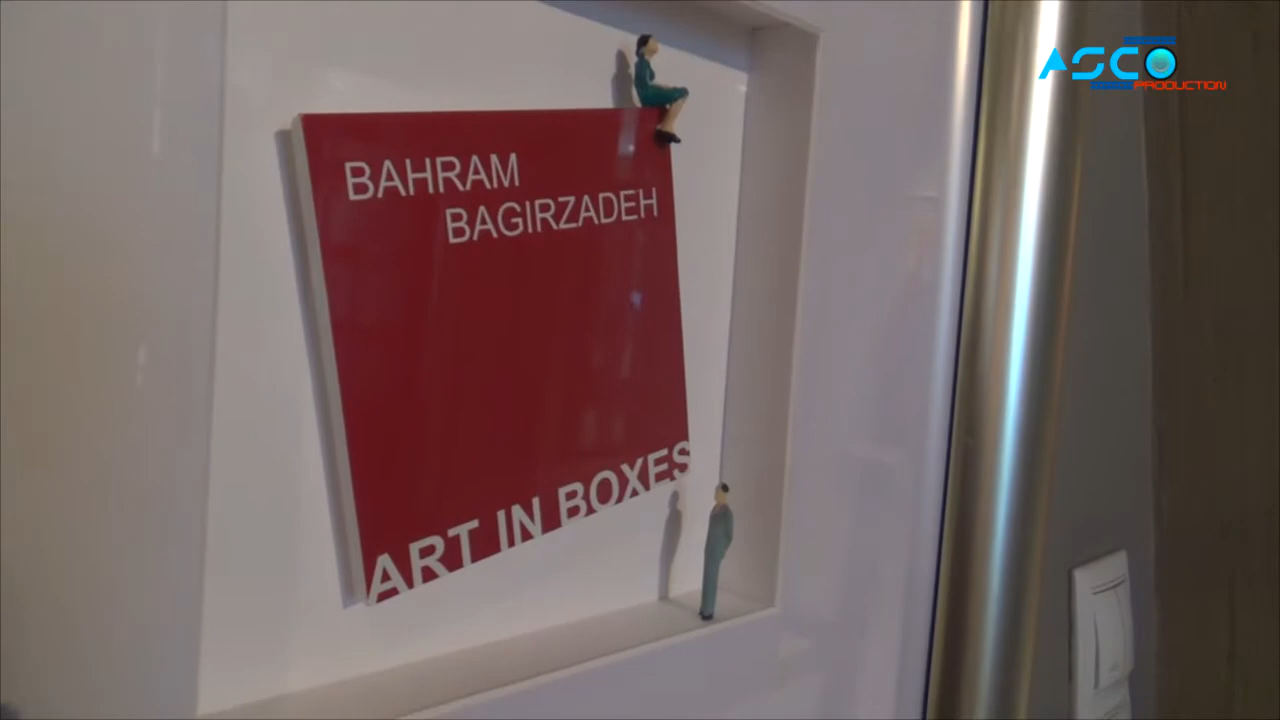 BAHRAM
BAGIRZADEH
ART IN BOXES
ASCO
PRODUCTION